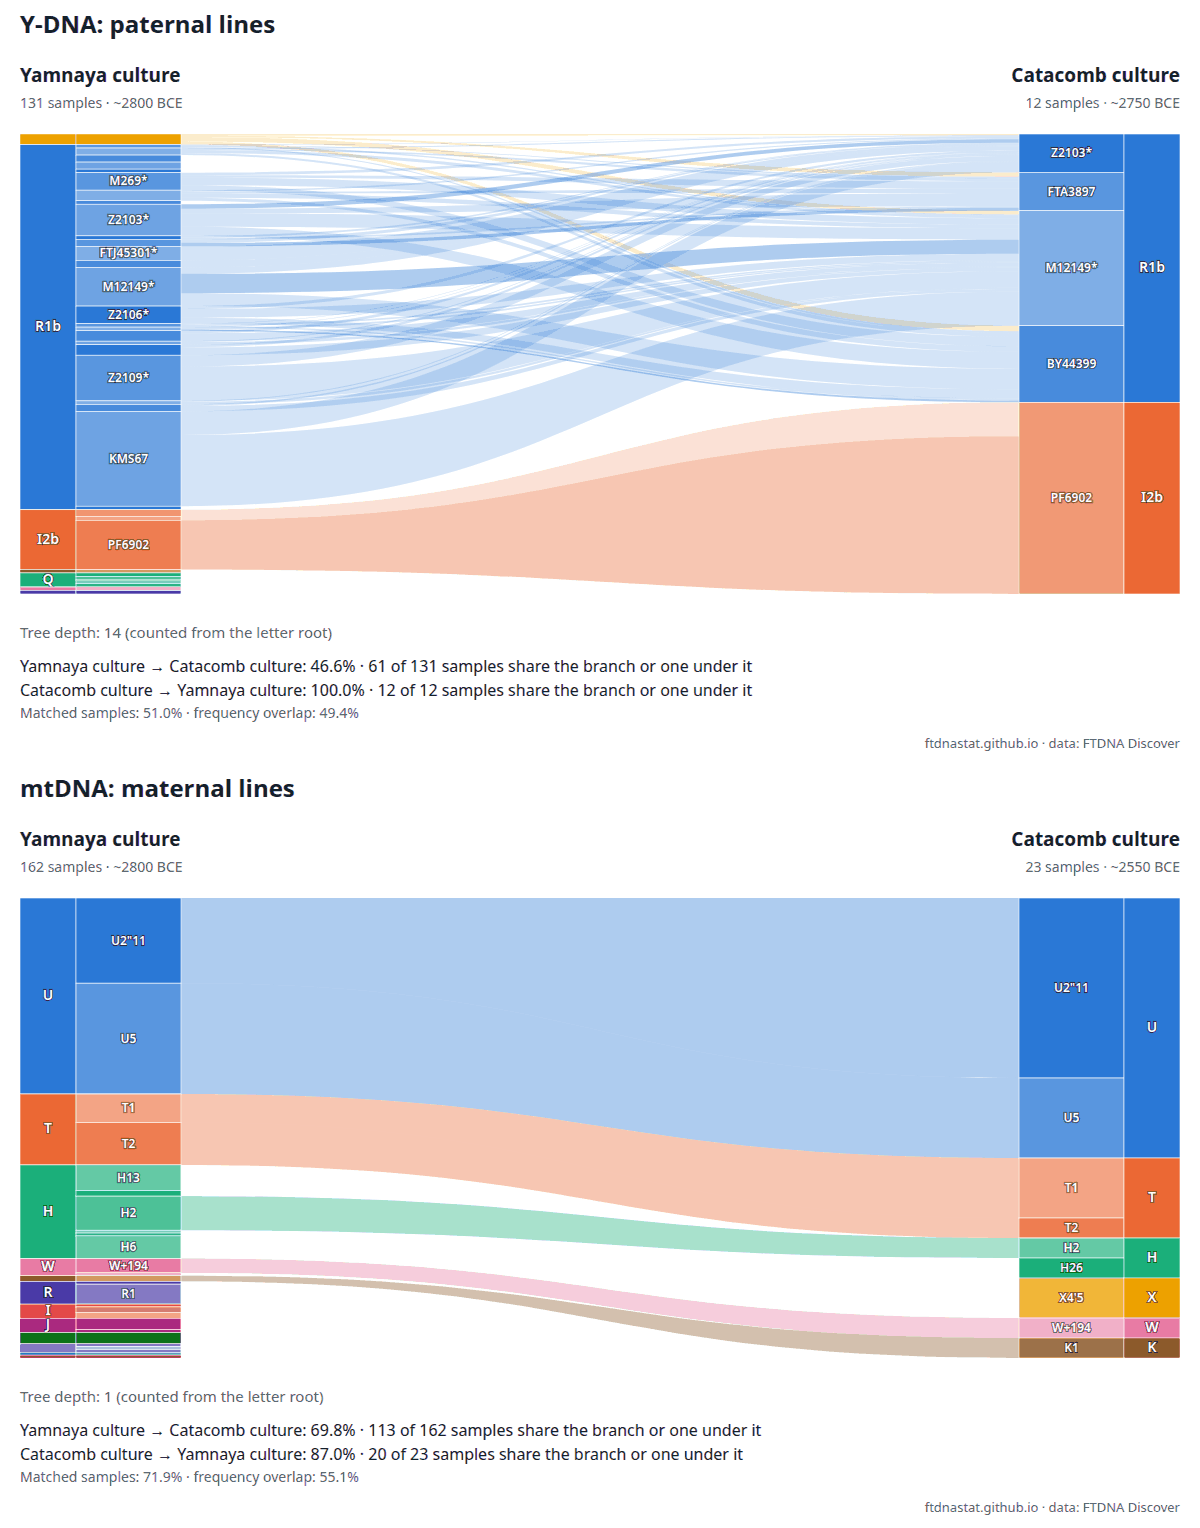 Y-DNA: paternal lines
Yamnaya culture
Catacomb culture
131 samples · ~2800 BCE
12 samples · ~2750 BCE
R1b
M269*
Z2103*
FTJ45301*
M12149*
Z2106*
Z2109*
KMS67
I2b
PF6902
Q
Z2103*
FTA3897
M12149*
R1b
BY44399
PF6902
I2b
Tree depth: 14 (counted from the letter root)
Yamnaya culture → Catacomb culture: 46.6% · 61 of 131 samples share the branch or one under it
Catacomb culture → Yamnaya culture: 100.0% · 12 of 12 samples share the branch or one under it
Matched samples: 51.0% · frequency overlap: 49.4%
ftdnastat.github.io · data: FTDNA Discover
mtDNA: maternal lines
Yamnaya culture
Catacomb culture
162 samples · ~2800 BCE
23 samples · ~2550 BCE
U
U2"11
U5
T
T1
T2
H
H13
H2
H6
W
W+194
R
R1
I
J
U2"11
U
U5
T1
T
T2
H2
H
H26
X4'5
X
W+194
W
K1
K
Tree depth: 1 (counted from the letter root)
Yamnaya culture → Catacomb culture: 69.8% · 113 of 162 samples share the branch or one under it
Catacomb culture → Yamnaya culture: 87.0% · 20 of 23 samples share the branch or one under it
Matched samples: 71.9% · frequency overlap: 55.1%
ftdnastat.github.io · data: FTDNA Discover